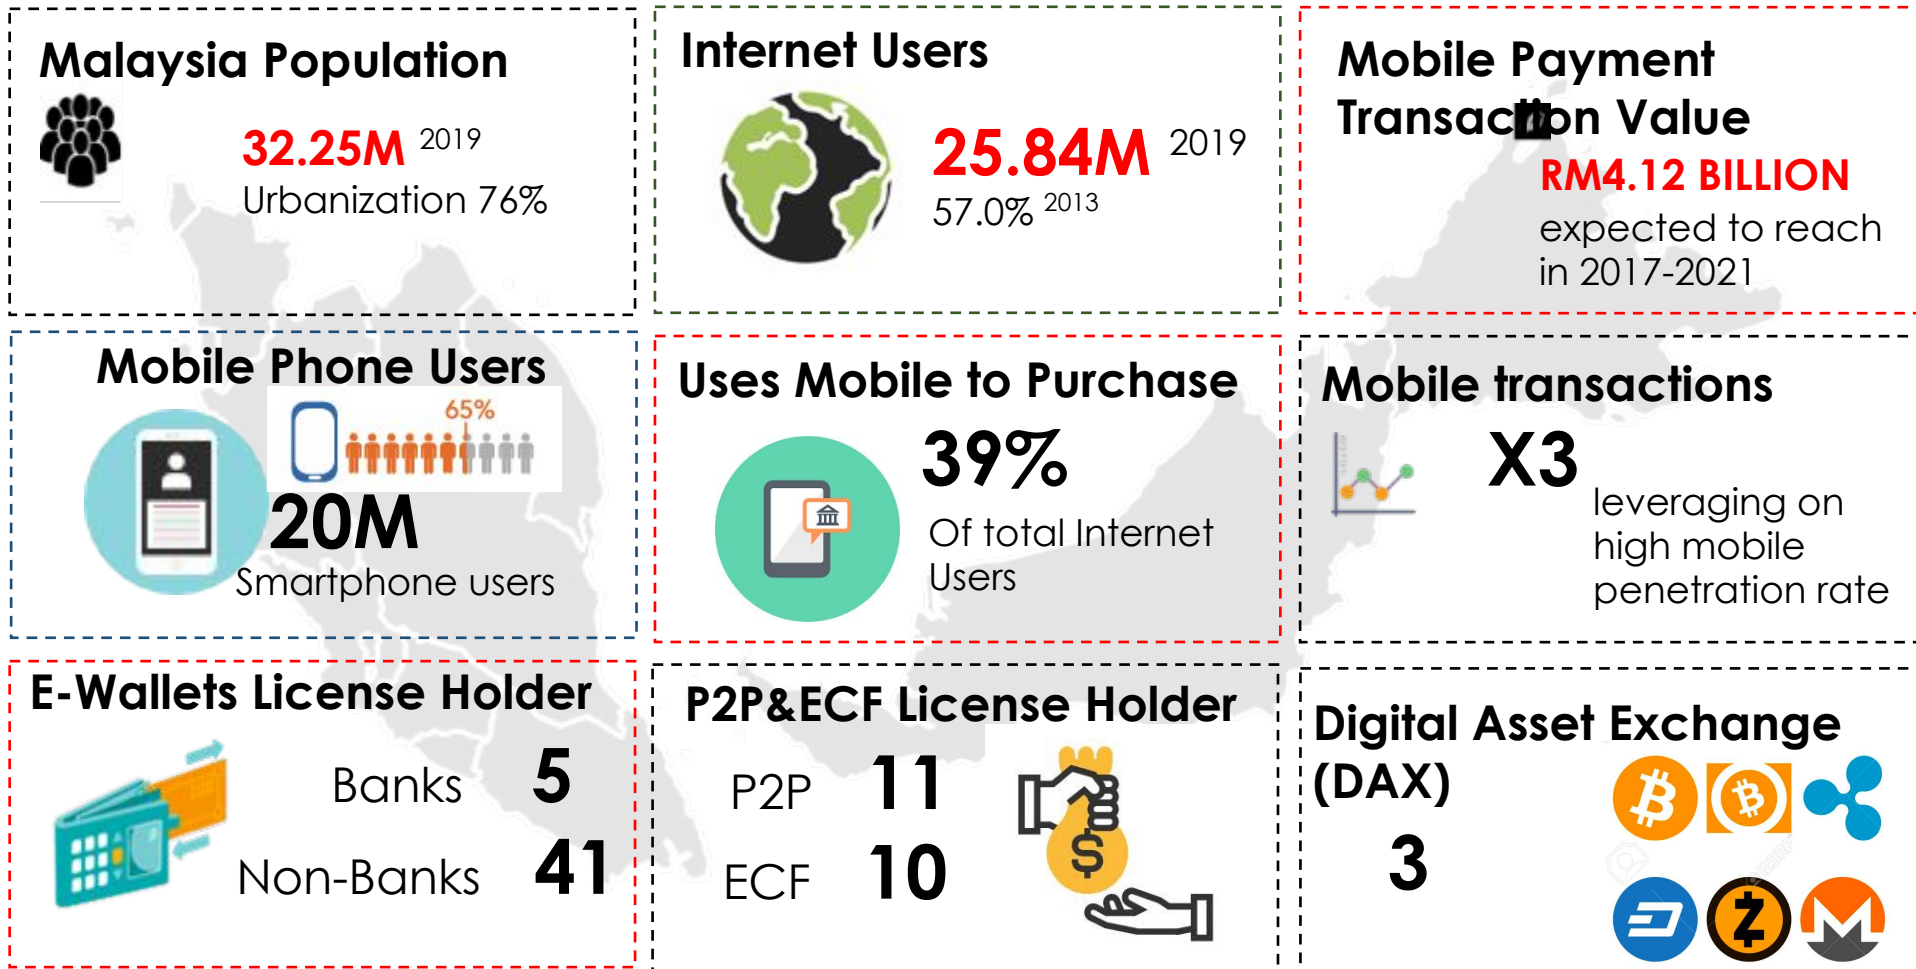 Malaysia Population
32.25M 2019
Urbanization 76%
Internet Users
25.84M 2019
57.0% 2013
Mobile Payment
Transaction Value
RM4.12 BILLION
expected to reach
in 2017-2021
Mobile Phone Users
65%
20M
Smartphone users
Uses Mobile to Purchase
39%
Of total Internet
Users
Mobile transactions
X3
leveraging on
high mobile
penetration rate
E-Wallets License Holder
Banks 5
Non-Banks 41
P2P&ECF License Holder
P2P 11
ECF 10
$
Digital Asset Exchange
(DAX)
3